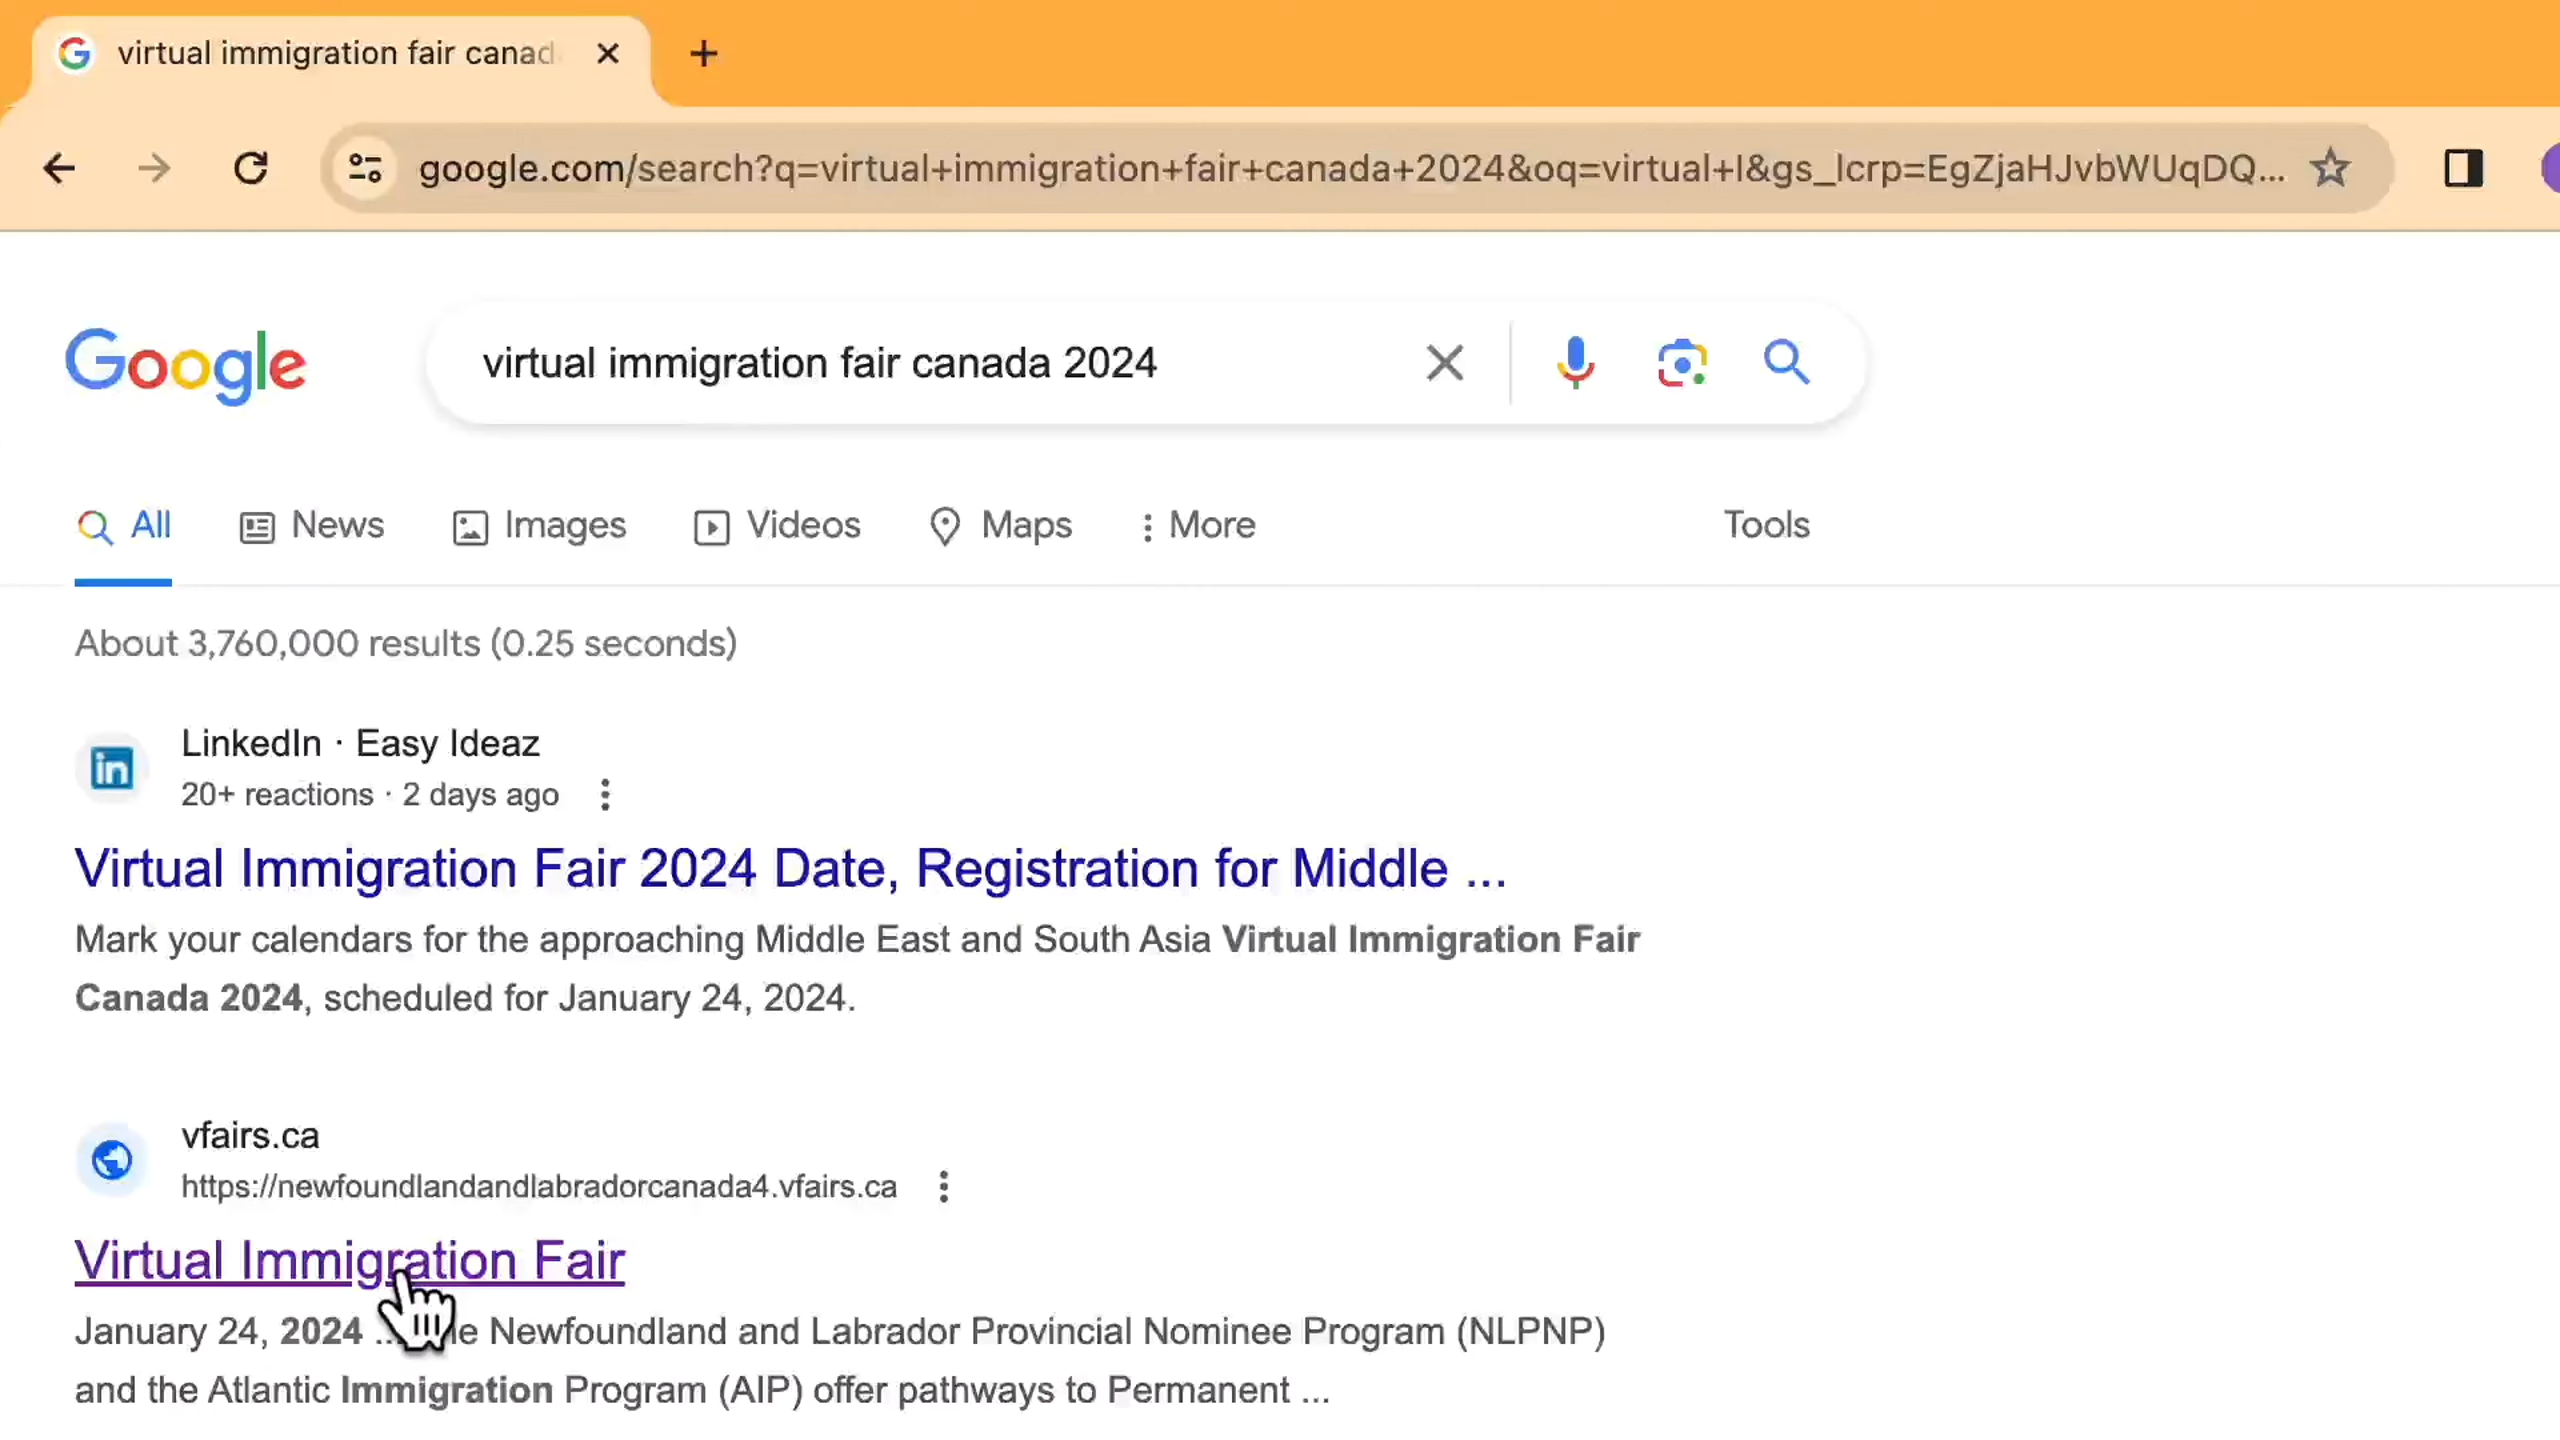 virtual immigration fair canad
google.com/search?q=virtual+immigration+fair+canada+2024&oq=virtual+I&gs_lcrp=EgZjaHJvbWUqDQ...
Google
virtual immigration fair canada 2024
All News Images Videos Maps More Tools
About 3,760,000 results (0.25 seconds)
in
LinkedIn · Easy Ideaz
20+ reactions · 2 days ago
Virtual Immigration Fair 2024 Date, Registration for Middle ...
Mark your calendars for the approaching Middle East and South Asia Virtual Immigration Fair
Canada 2024, scheduled for January 24, 2024.
vfairs.ca
https://newfoundlandandlabradorcanada4.vfairs.ca
Virtual Immigration Fair
January 24, 2024 ... Newfoundland and Labrador Provincial Nominee Program (NLPNP)
and the Atlantic Immigration Program (AIP) offer pathways to Permanent ...